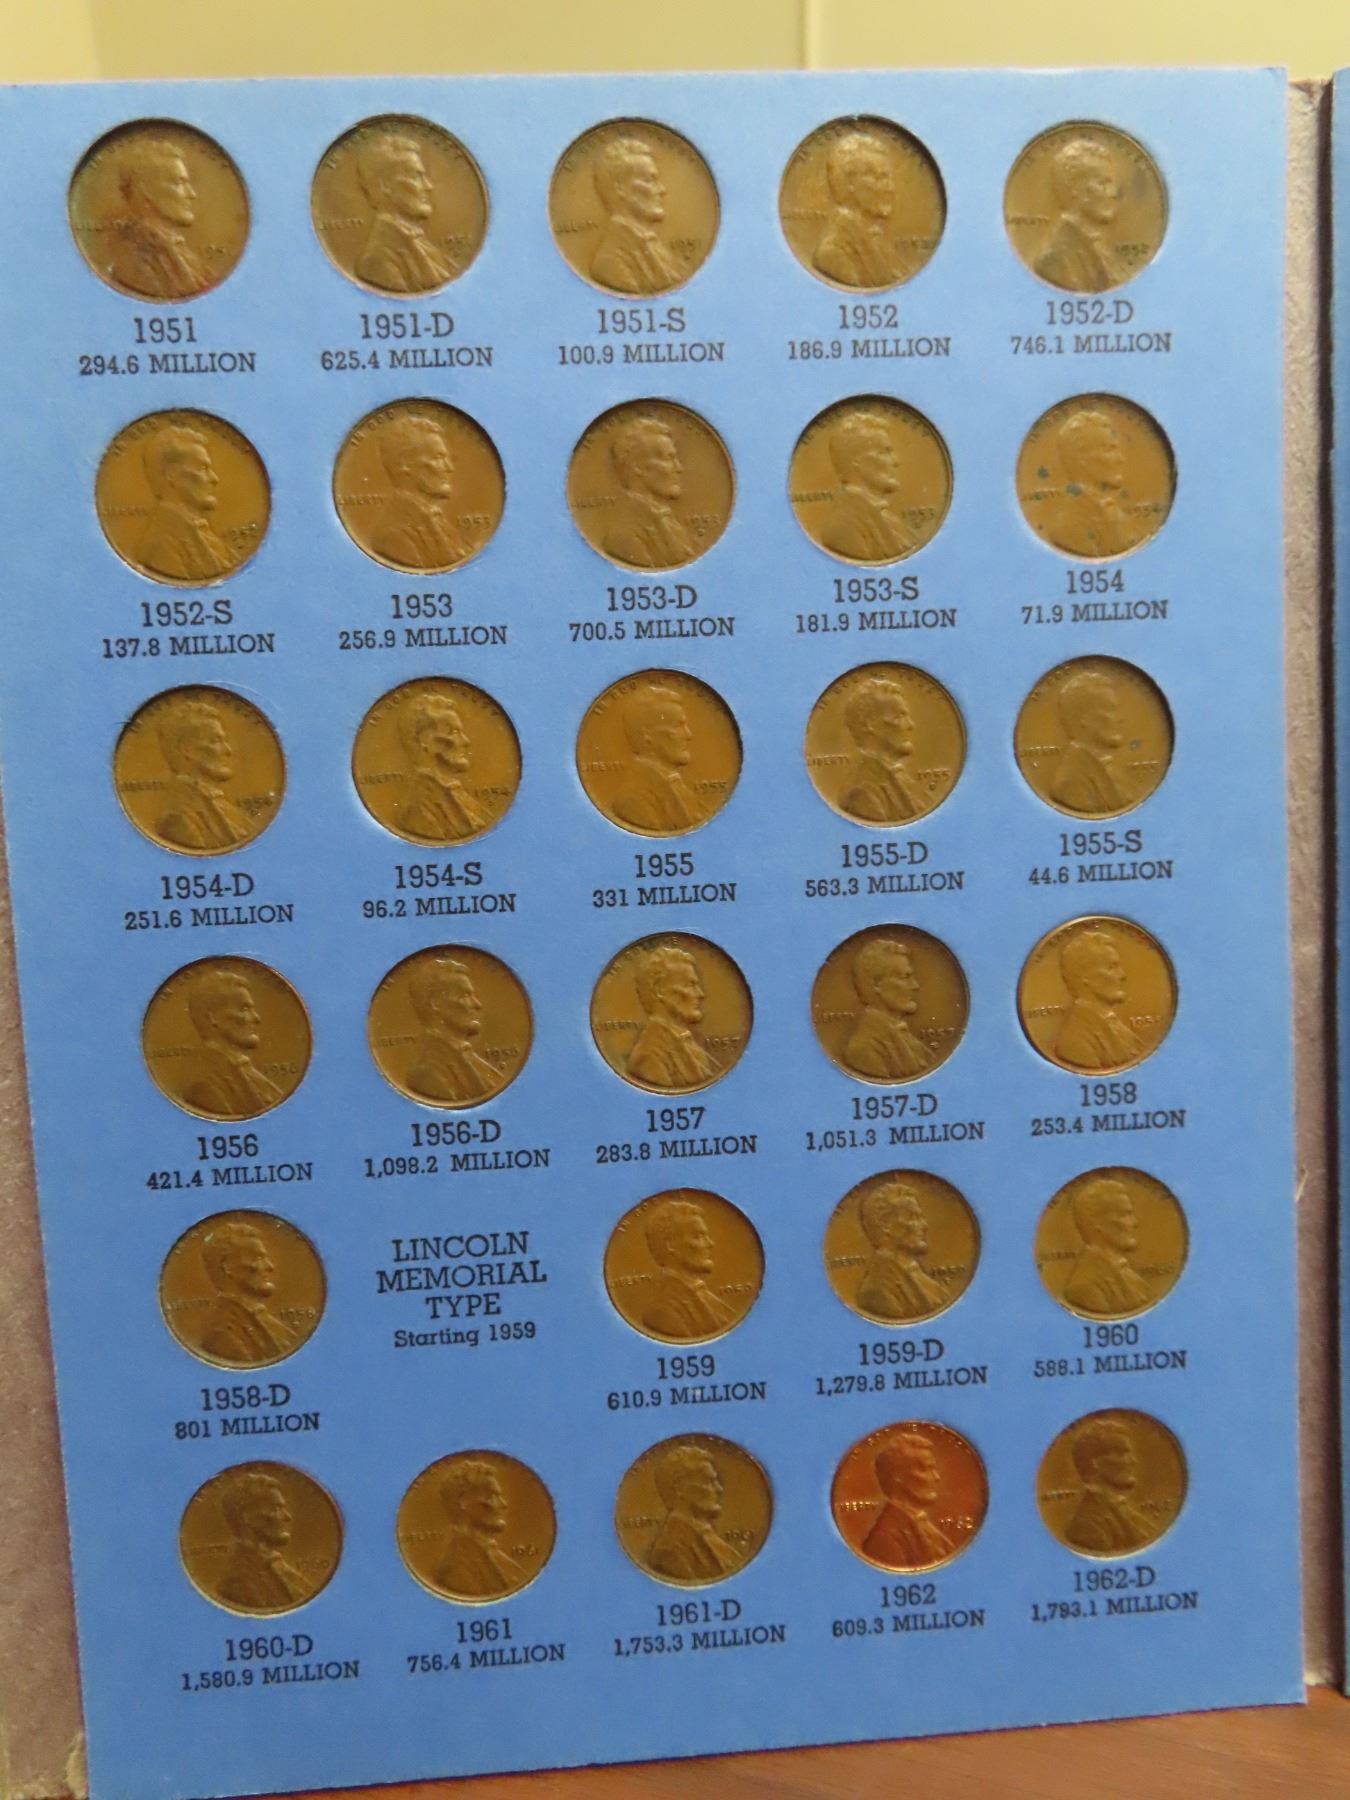 1951 1951-D 1951-S 1952 1952-D
294.6 MILLION 625.4 MILLION 100.9 MILLION 186.9 MILLION 746.1 MILLION
LIBERTY 1953
1952-S 1953 1953-D 1953-S 1954
137.8 MILLION 256.9 MILLION 700.5 MILLION 181.9 MILLION 71.9 MILLION
1954-D 1954-S 1955 1955-D 1955-S
251.6 MILLION 96.2 MILLION 331 MILLION 563.3 MILLION 44.6 MILLION
1956 1956-D 1957 1957-D 1958
421.4 MILLION 1,098.2 MILLION 283.8 MILLION 1,051.3 MILLION 253.4 MILLION
LINCOLN
MEMORIAL
TYPE
Starting 1959
1958-D 1959 1959-D 1960
801 MILLION 610.9 MILLION 1,279.8 MILLION 588.1 MILLION
LIBERTY 1962
1960-D 1961 1961-D 1962 1962-D
1,580.9 MILLION 756.4 MILLION 1,753.3 MILLION 609.3 MILLION 1,793.1 MILLION